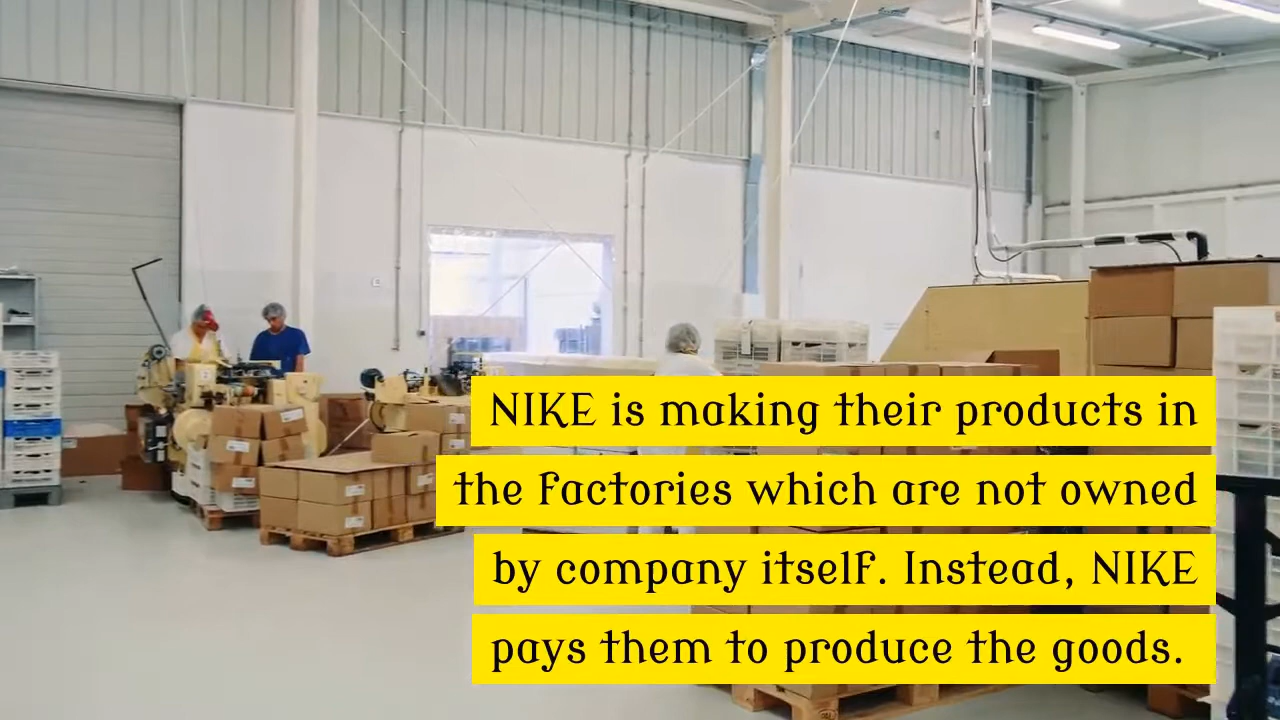 NIKE is making their products in
the factories which are not owned
by company itself. Instead, NIKE
pays them to produce the goods.